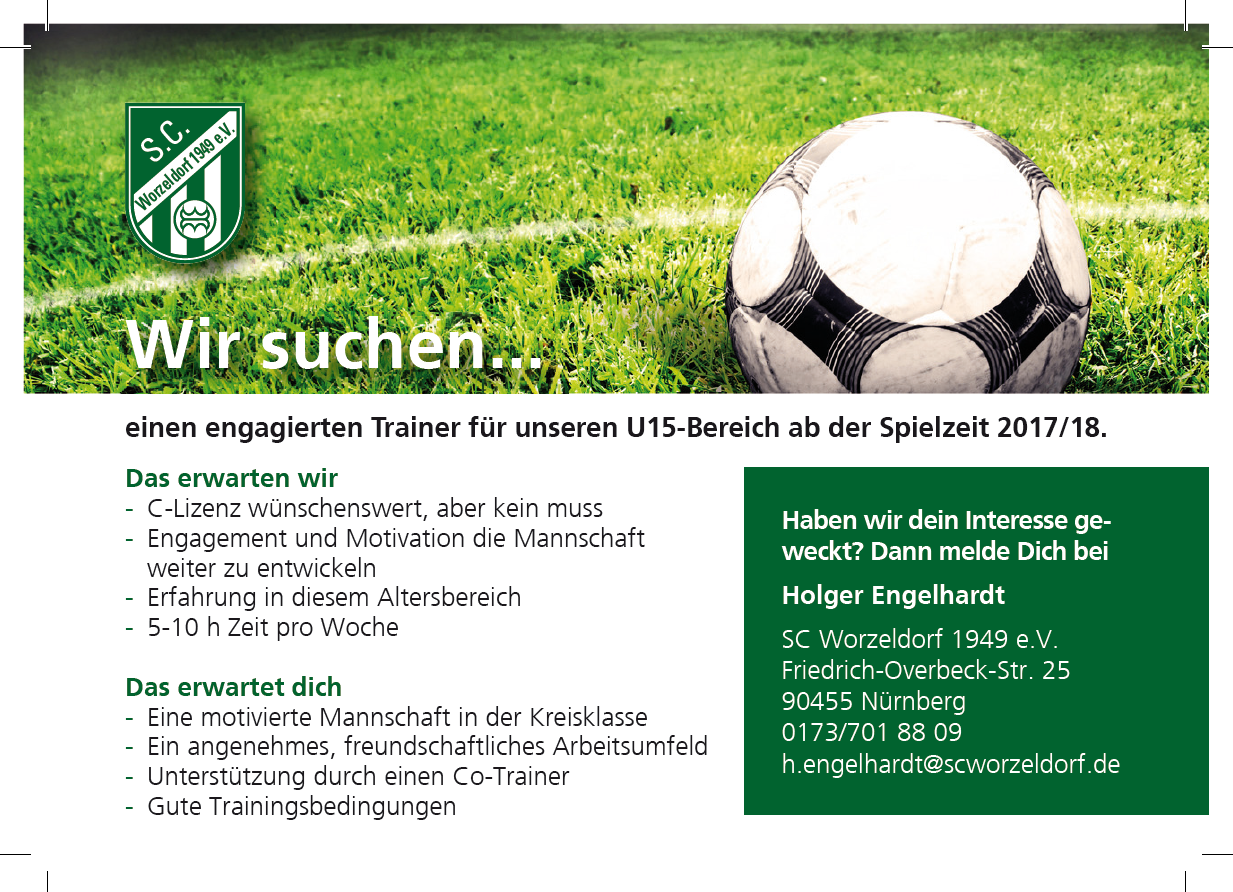 S.C.
Worzeldorf 1949 e.V.
Wir suchen...
einen engagierten Trainer für unseren U15-Bereich ab der Spielzeit 2017/18.
Das erwarten wir
- C-Lizenz wünschenswert, aber kein muss
- Engagement und Motivation die Mannschaft
weiter zu entwickeln
- Erfahrung in diesem Altersbereich
- 5-10 h Zeit pro Woche
Das erwartet dich
- Eine motivierte Mannschaft in der Kreisklasse
- Ein angenehmes, freundschaftliches Arbeitsumfeld
- Unterstützung durch einen Co-Trainer
- Gute Trainingsbedingungen
Haben wir dein Interesse ge-
weckt? Dann melde Dich bei
Holger Engelhardt
SC Worzeldorf 1949 e.V.
Friedrich-Overbeck-Str. 25
90455 Nürnberg
0173/701 88 09
h.engelhardt@scworzeldorf.de